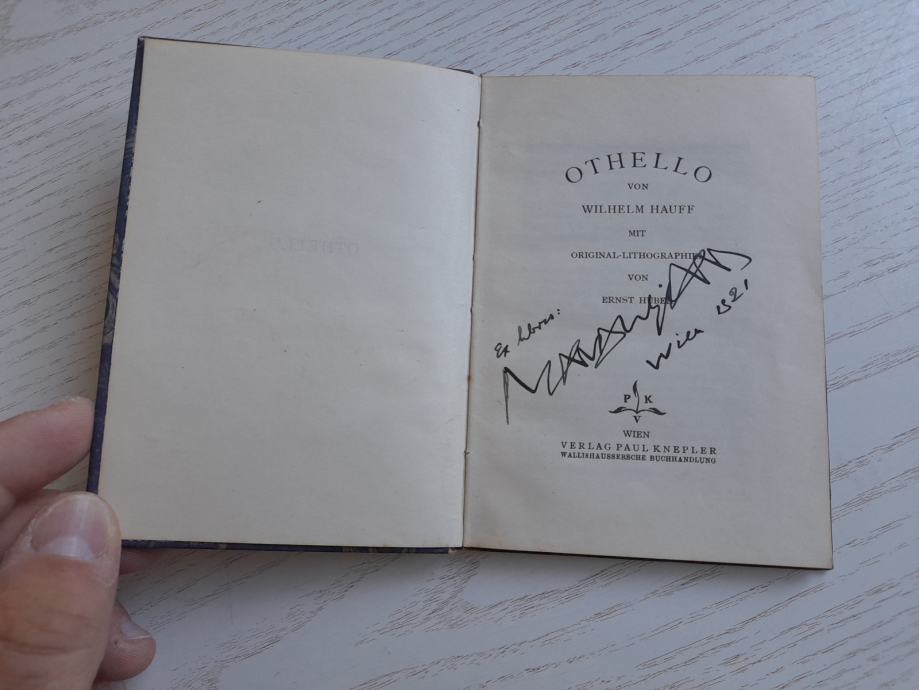 OTHELLO
VON
WILHELM HAUFF
MIT
ORIGINAL-LITHOGRAPHIEN
VON
ERNST HUBER
Ex libris:
Wien 1921
P K
V
WIEN
VERLAG PAUL KNEPLER
WALLISHAUSSERSCHE BUCHHANDLUNG
OTHELLO